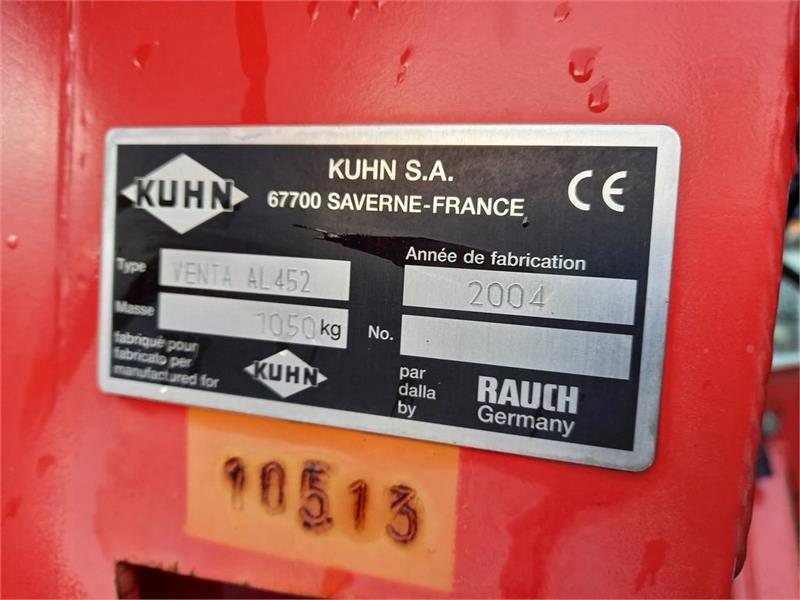 KUHN
KUHN S.A.
67700 SAVERNE-FRANCE
CE
Type VENTA AL452
Année de fabrication
2004
Masse 1050 kg
No.
fabriqué pour
fabricato per
manufactured for
KUHN
par
dalla
by
RAUCH
Germany
10513